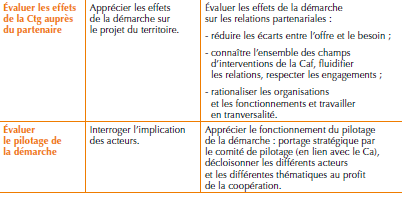 Évaluer les effets
de la Ctg auprès
du partenaire
Apprécier les effets
de la démarche sur
le projet du territoire.
Évaluer les effets de la démarche
sur les relations partenariales :
- réduire les écarts entre l'offre et le besoin ;
- connaître l'ensemble des champs
d'interventions de la Caf, fluidifier
les relations, respecter les engagements ;
- rationaliser les organisations
et les fonctionnements et travailler
en tranversalité.
Évaluer
le pilotage de
la démarche
Interroger l'implication
des acteurs.
Apprécier le fonctionnement du pilotage
de la démarche : portage stratégique par
le comité de pilotage (en lien avec le Ca),
décloisonner les différents acteurs
et les différentes thématiques au profit
de la coopération.